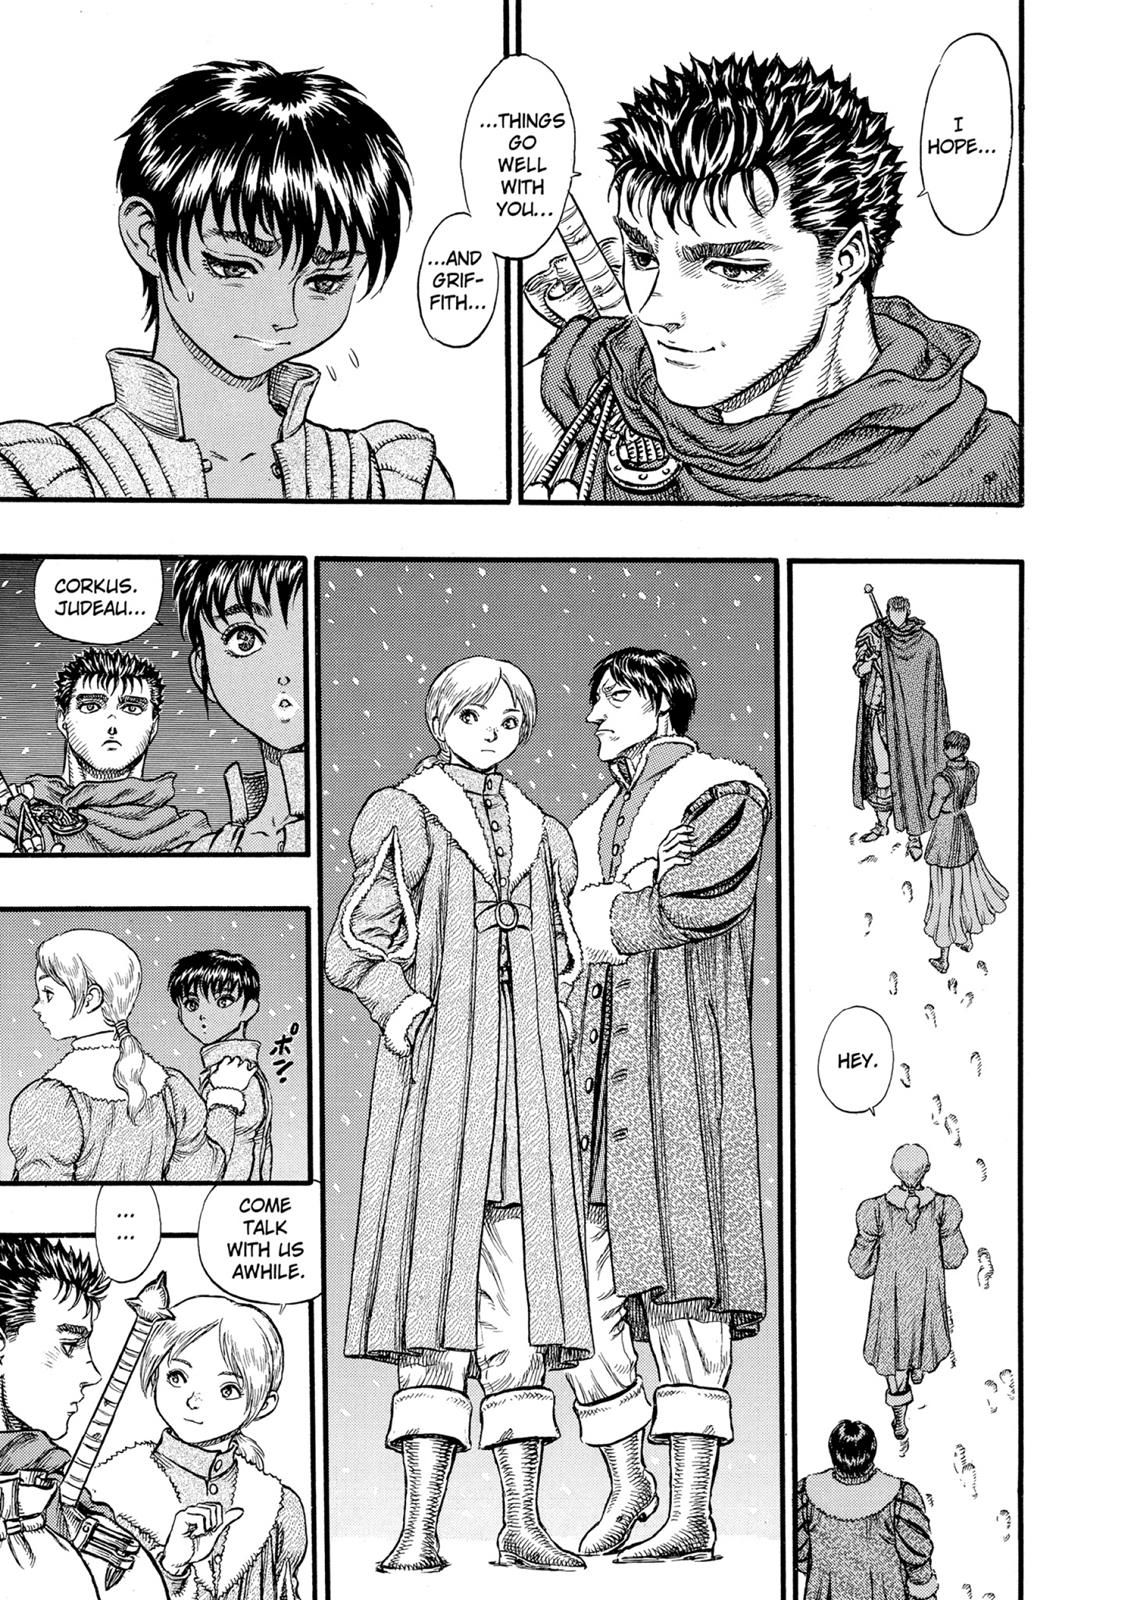 I
HOPE...
...THINGS
GO
WELL
WITH
YOU...
...AND
GRIF-
FITH...
HEY.
CORKUS.
JUDEAU...
ポン!
COME
TALK
WITH US
AWHILE.
...
...